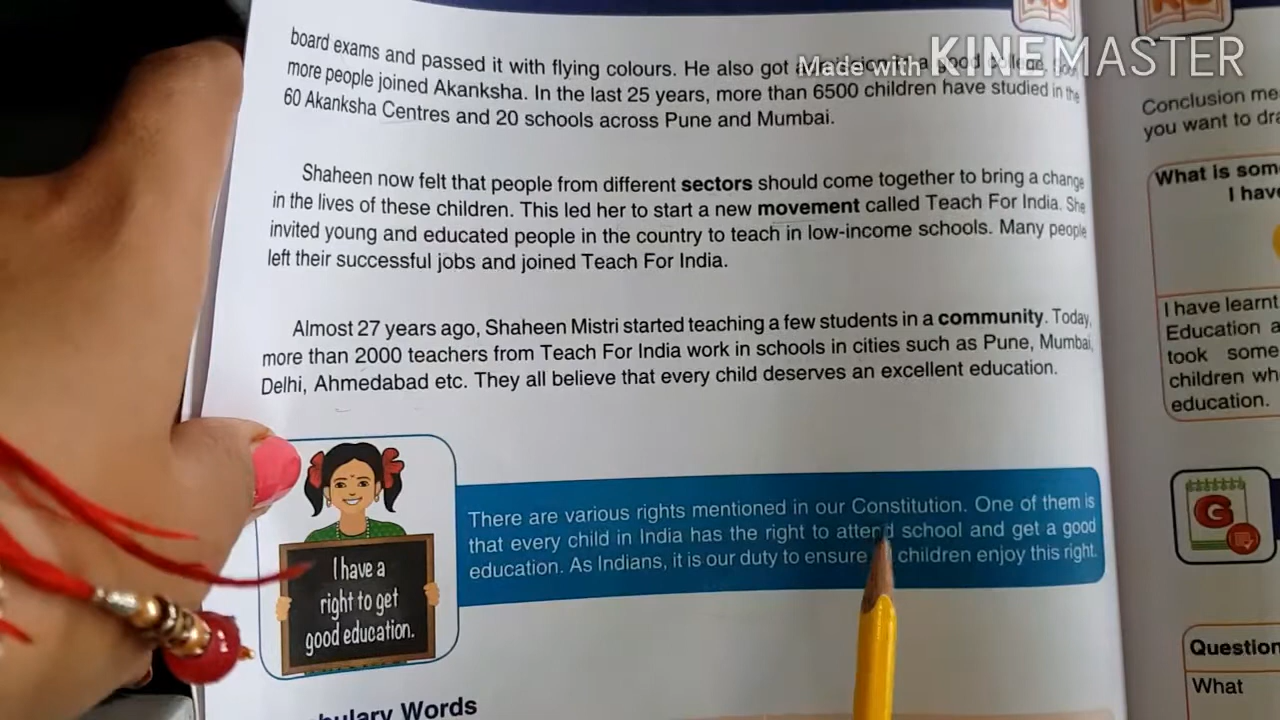 board exams and passed it with flying colours. He also got
Made with KINEMASTER
more people joined Akanksha. In the last 25 years, more than 6500 children have studied in the
60 Akanksha Centres and 20 schools across Pune and Mumbai.
Shaheen now felt that people from different sectors should come together to bring a change
in the lives of these children. This led her to start a new movement called Teach For India. She
invited young and educated people in the country to teach in low-income schools. Many people
left their successful jobs and joined Teach For India.
Almost 27 years ago, Shaheen Mistri started teaching a few students in a community. Today,
more than 2000 teachers from Teach For India work in schools in cities such as Pune, Mumbai,
Delhi, Ahmedabad etc. They all believe that every child deserves an excellent education.
I have a
right to get
good education.
There are various rights mentioned in our Constitution. One of them is
that every child in India has the right to attend school and get a good
education. As Indians, it is our duty to ensure children enjoy this right.
Words
Conclusion
you want to
What is
I have
I have learnt
Education
took some
children
education.
G
Question
What